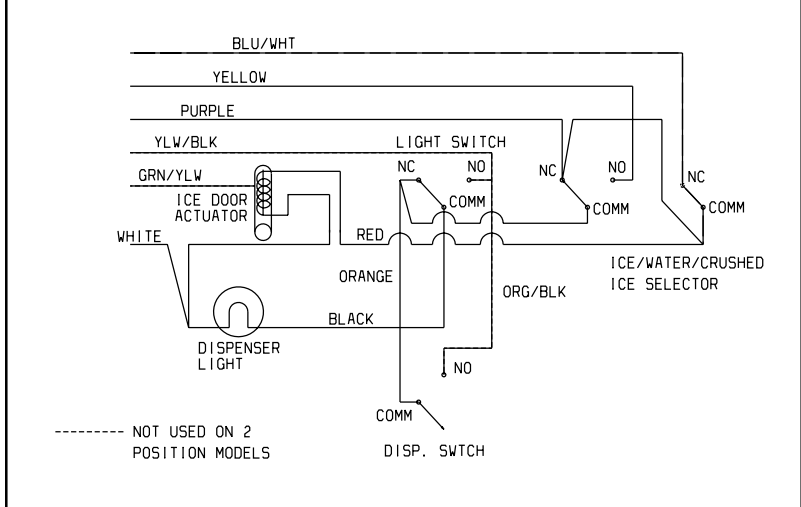 BLU/WHT
YELLOW
PURPLE
YLW/BLK
LIGHT SWITCH
GRN/YLW
NC
NO
NC
NO
NC
ICE DOOR
ACTUATOR
COMM
COMM
COMM
WHITE
RED
ORANGE
ORG/BLK
ICE/WATER/CRUSHED
ICE SELECTOR
BLACK
DISPENSER
LIGHT
NO
COMM
DISP. SWTCH
--------- NOT USED ON 2
POSITION MODELS